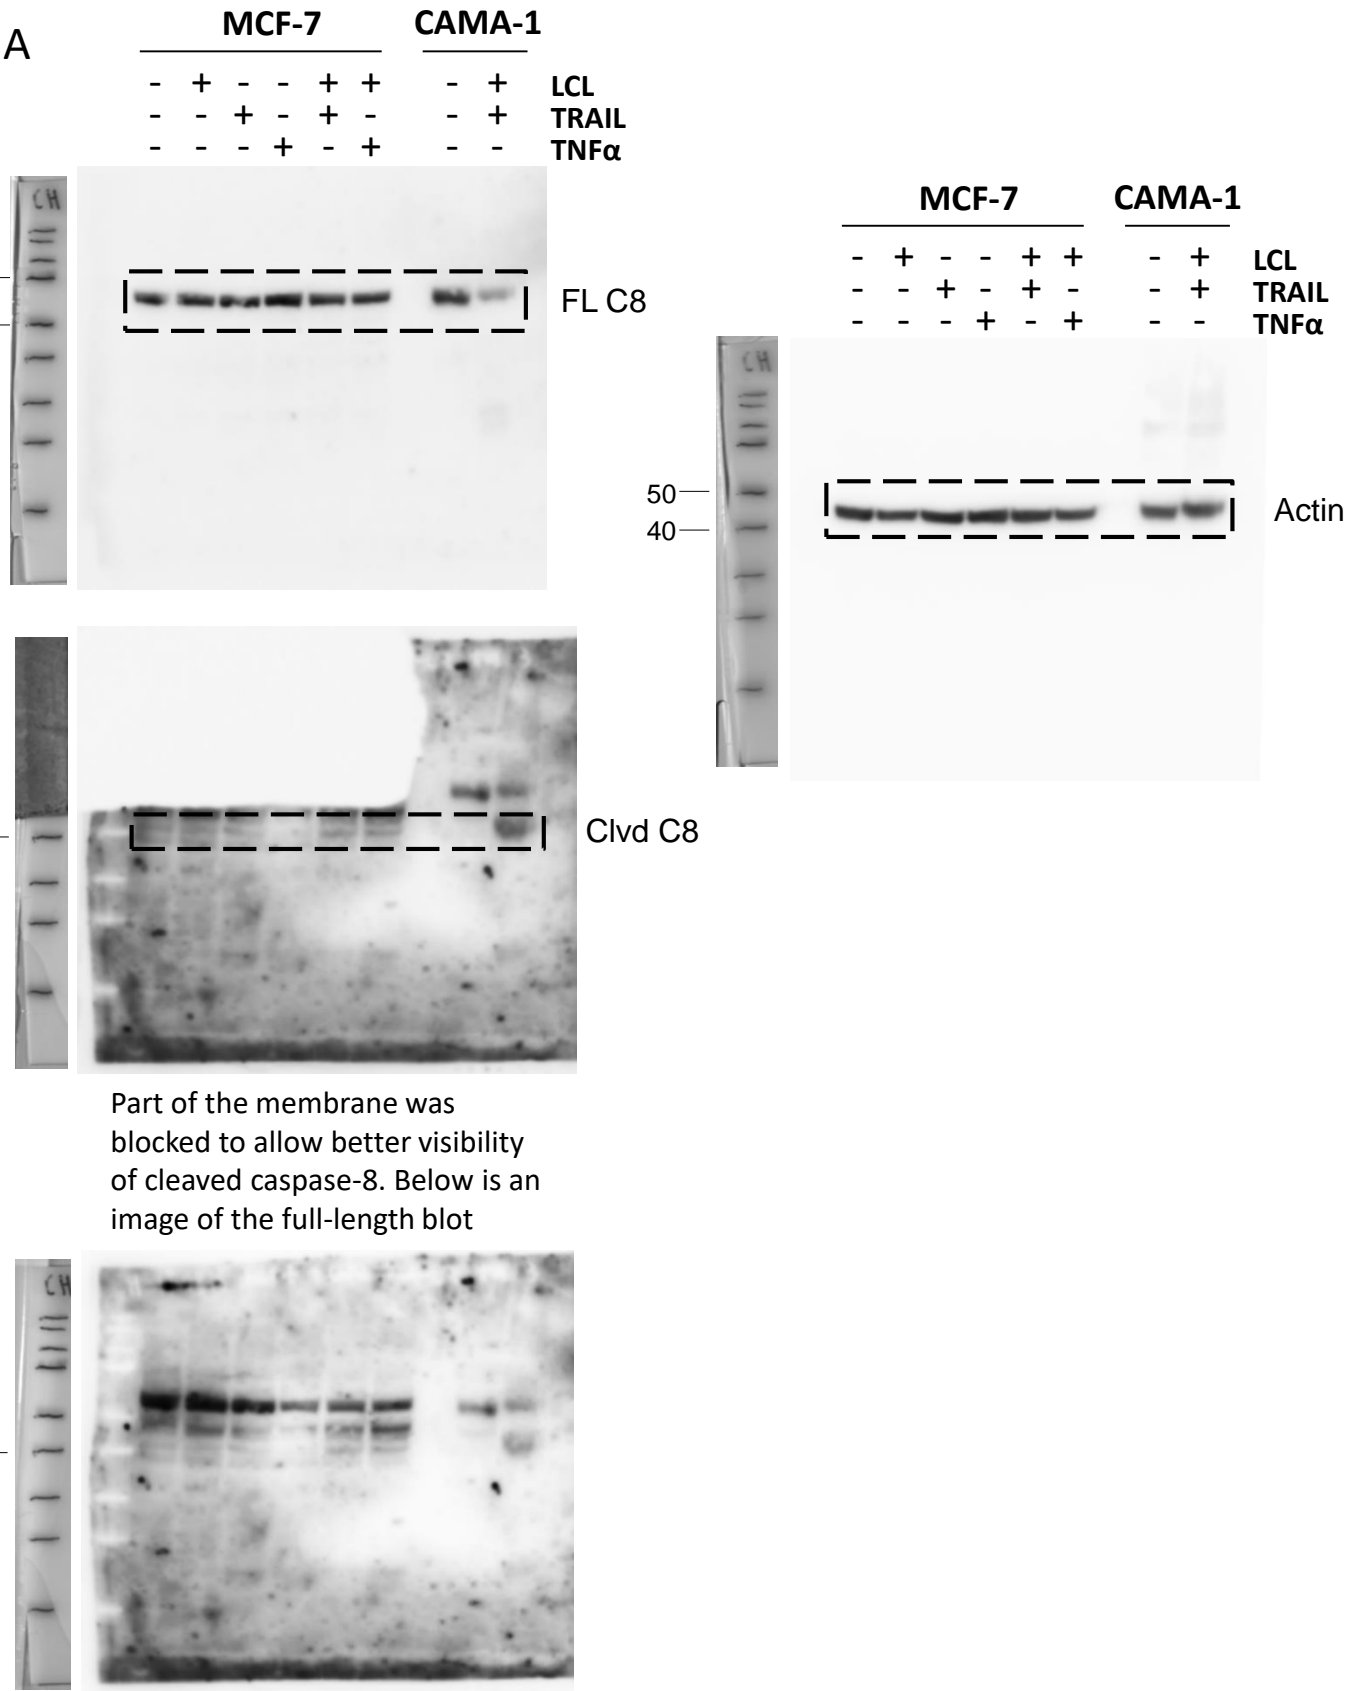 A
MCF-7 CAMA-1
- + - - + + - + LCL
- - + - + - - + TRAIL
- - - + - + - - TNFα
CH
FL C8
MCF-7 CAMA-1
- + - - + + - + LCL
- - + - + - - + TRAIL
- - - + - + - - TNFα
CH
50
40
Actin
Clvd C8
Part of the membrane was
blocked to allow better visibility
of cleaved caspase-8. Below is an
image of the full-length blot
CH